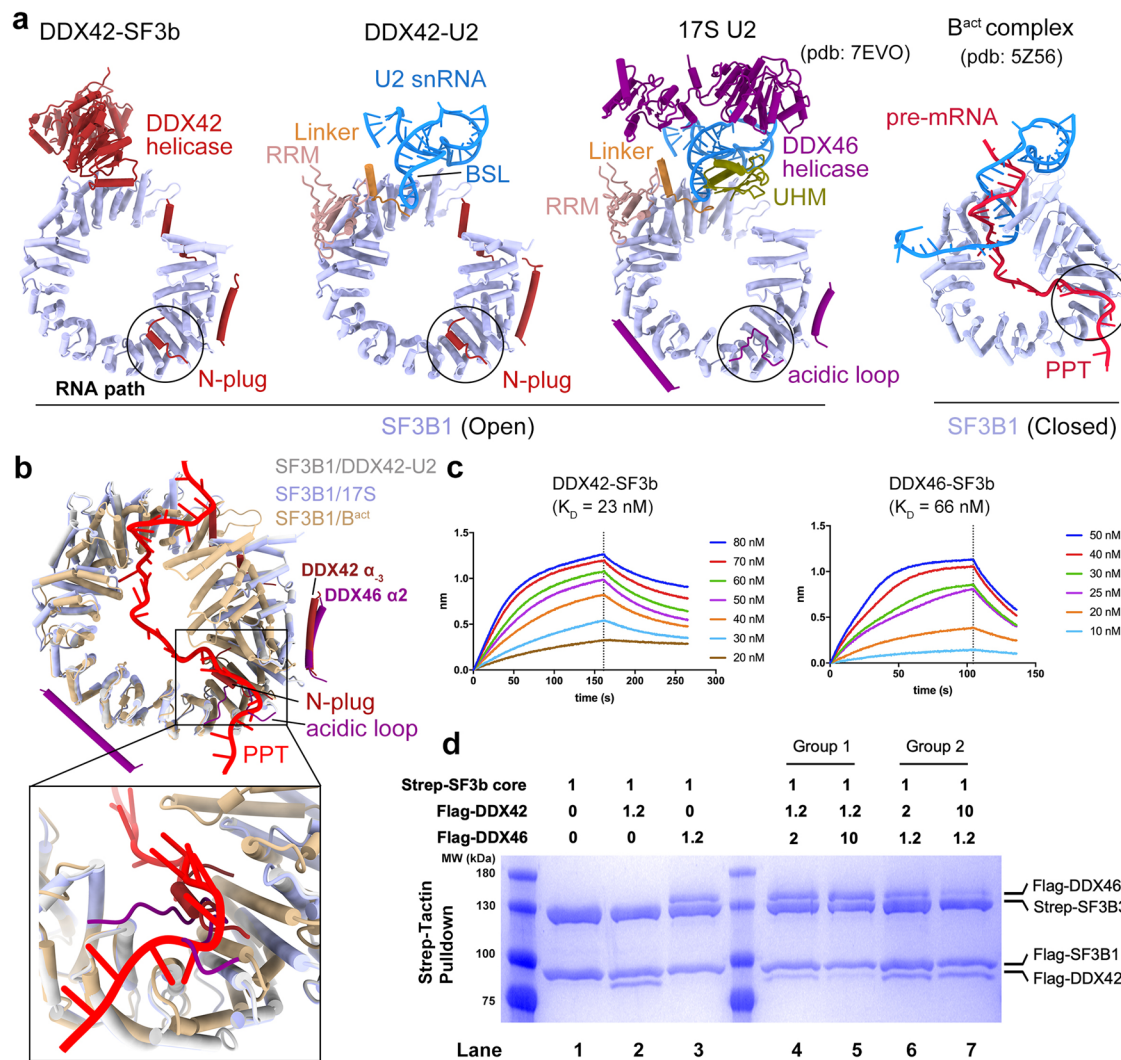 a
DDX42-SF3b
DDX42-U2
17S U2
(pdb: 7EVO)
Bact complex
(pdb: 5Z56)
DDX42
helicase
U2 snRNA
Linker
RRM
BSL
Linker
RRM
DDX46
helicase
UHM
pre-mRNA
RNA path
N-plug
N-plug
acidic loop
PPT
SF3B1 (Open)
SF3B1 (Closed)
b
SF3B1/DDX42-U2
SF3B1/17S
SF3B1/Bact
DDX42 α-3
DDX46 α2
N-plug
acidic loop
PPT
c
DDX42-SF3b
(KD = 23 nM)
nm
1.5
1.0
0.5
0.0
0 50 100 150 200 250 300
time (s)
80 nM
70 nM
60 nM
50 nM
40 nM
30 nM
20 nM
DDX46-SF3b
(KD = 66 nM)
nm
1.5
1.0
0.5
0.0
0 50 100 150
time (s)
50 nM
40 nM
30 nM
25 nM
20 nM
10 nM
d
Group 1 Group 2
Strep-SF3b core 1 1 1 1 1 1 1
Flag-DDX42 0 1.2 0 1.2 1.2 2 10
Flag-DDX46 0 0 1.2 2 10 1.2 1.2
MW (kDa)
180
130
100
75
Strep-Tactin
Pulldown
Flag-DDX46
Strep-SF3B3
Flag-SF3B1
Flag-DDX42
Lane 1 2 3 4 5 6 7